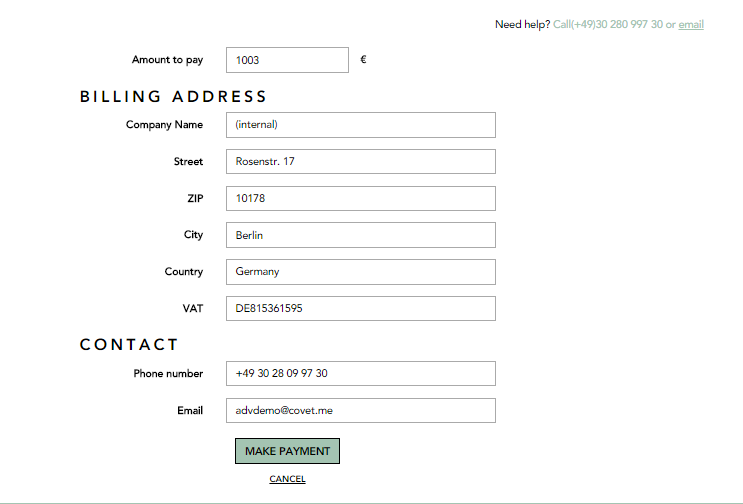 Need help? Call(+49)30 280 997 30 or email
Amount to pay 1003 €
BILLING ADDRESS
Company Name (internal)
Street Rosenstr. 17
ZIP 10178
City Berlin
Country Germany
VAT DE815361595
CONTACT
Phone number +49 30 28 09 97 30
Email advdemo@covet.me
MAKE PAYMENT
CANCEL